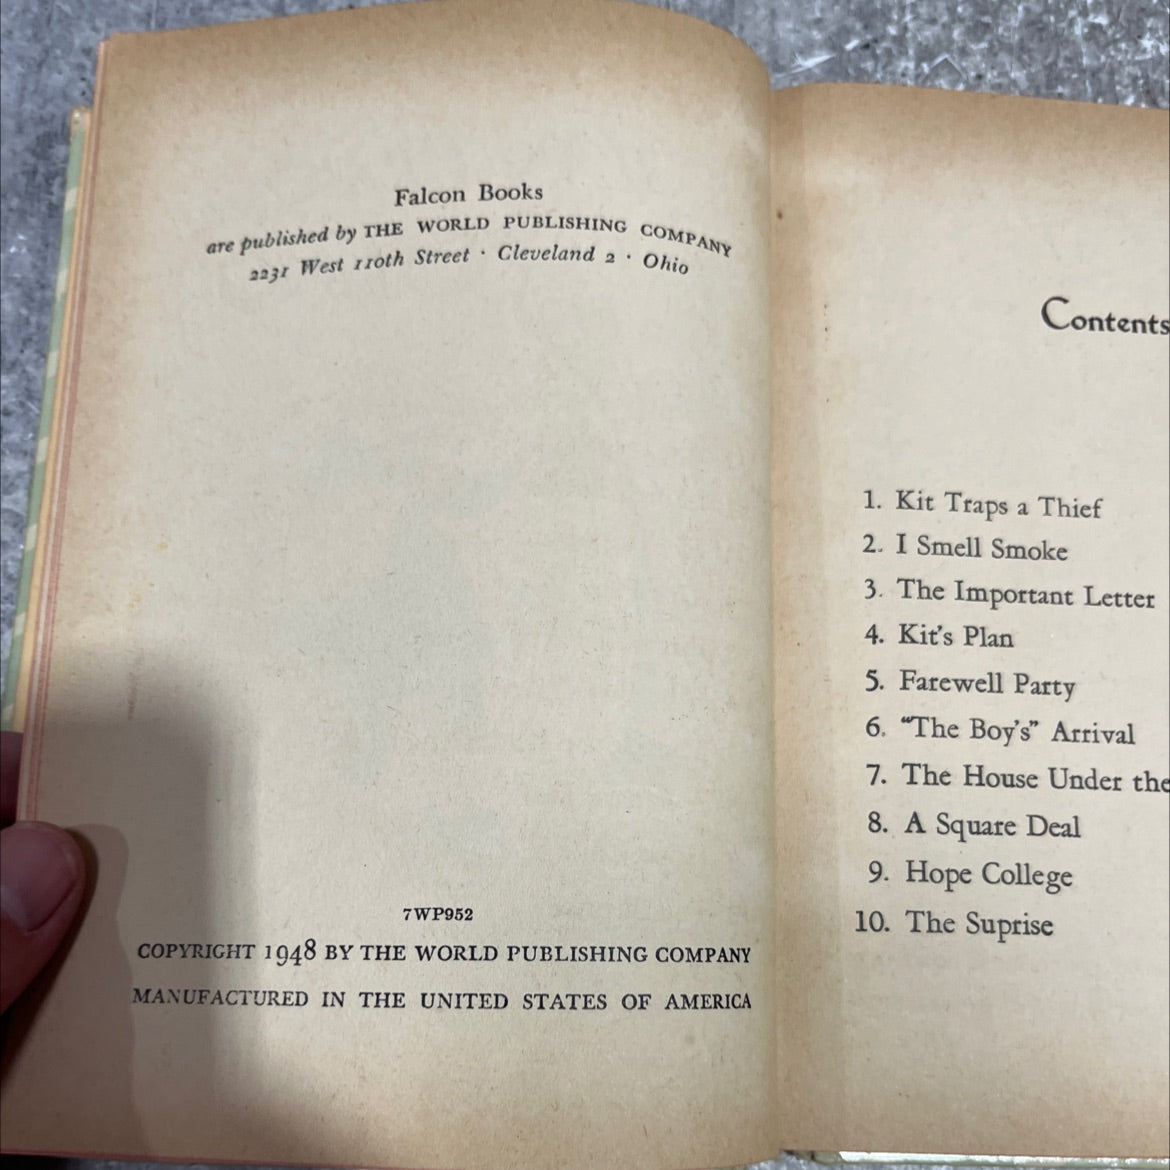 Falcon Books
are published by THE WORLD PUBLISHING COMPANY
2231 West 110th Street · Cleveland 2 · Ohio
7WP952
COPYRIGHT 1948 BY THE WORLD PUBLISHING COMPANY
MANUFACTURED IN THE UNITED STATES OF AMERICA
Contents
1. Kit Traps a Thief
2. I Smell Smoke
3. The Important Letter
4. Kit's Plan
5. Farewell Party
6. “The Boy's” Arrival
7. The House Under the
8. A Square Deal
9. Hope College
10. The Suprise